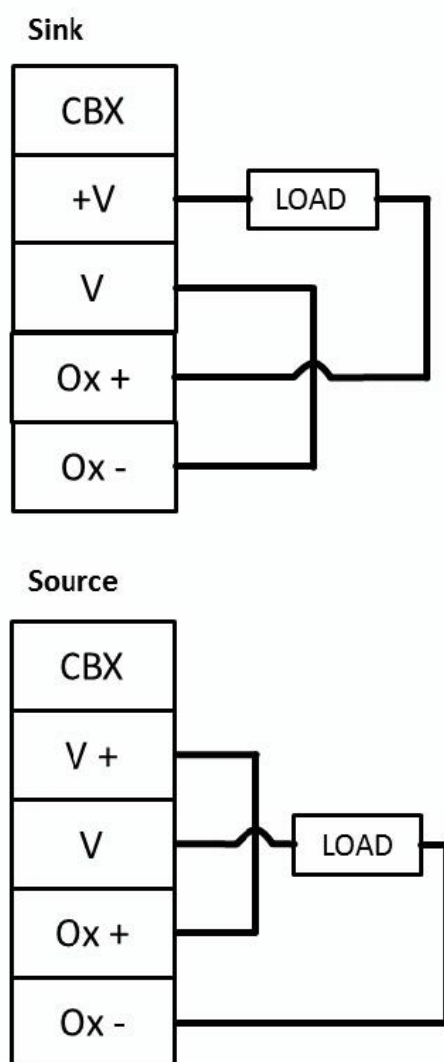 Sink
CBX
+V
LOAD
V
Ox +
Ox -
Source
CBX
V +
V
LOAD
Ox +
Ox -